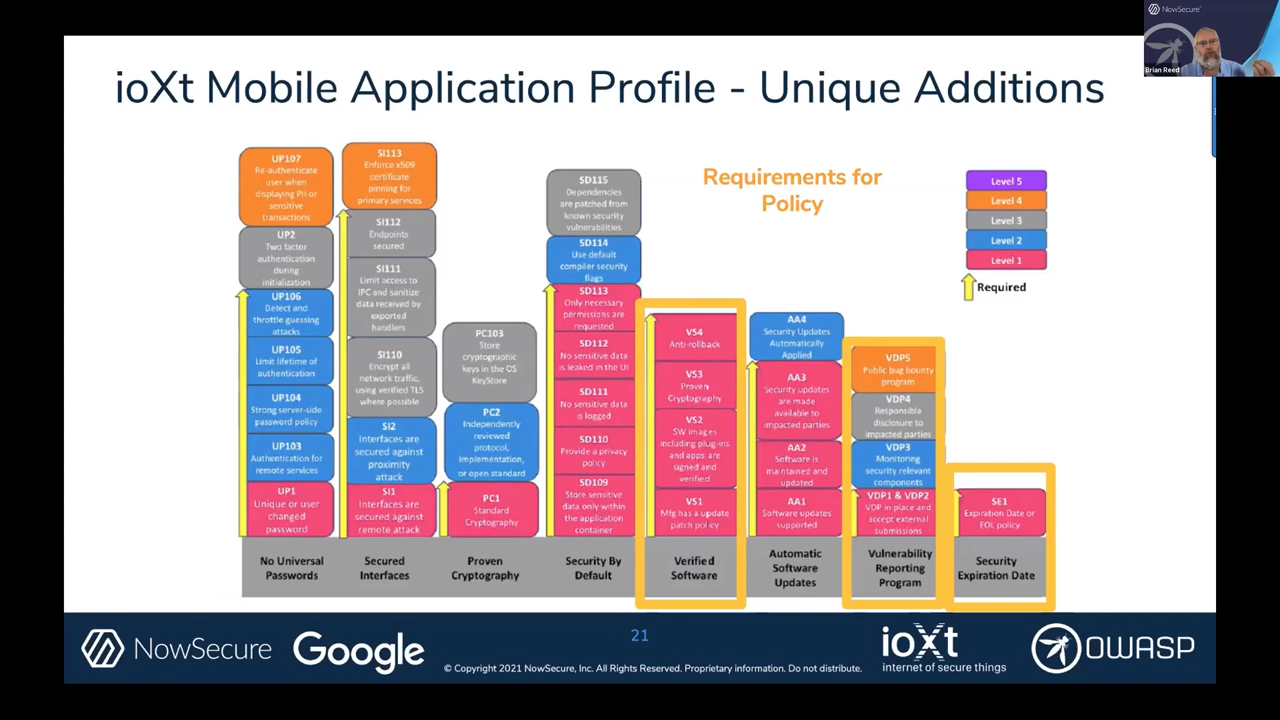 NowSecure
Brian Reed
ioXt Mobile Application Profile - Unique Additions
UP107
Re-authenticate
user when
displaying PII or
sensitive
transactions
UP2
Two factor
authentication
during
initialization
UP106
Detect and
throttle guessing
attacks
UP105
Limit lifetime of
authentication
UP104
Strong server-side
password policy
UP103
Authentication for
remote services
UP1
Unique or user
changed
password
No Universal
Passwords
SI113
Enforce x509
certificate
pinning for
primary services
SI112
Endpoints
secured
SI111
Limit access to
IPC and sanitize
data received by
exported
handlers
SI110
Encrypt all
network traffic,
using verified TLS
where possible
SI2
Interfaces are
secured against
proximity
attack
SI1
Interfaces are
secured against
remote attack
Secured
Interfaces
PC103
Store
cryptographic
keys in the OS
KeyStore
PC2
Independently
reviewed
protocol,
implementation,
or open standard
PC1
Standard
Cryptography
Proven
Cryptography
SD115
Dependencies
are patched from
known security
vulnerabilities
SD114
Use default
compiler security
flags
SD113
Only necessary
permissions are
requested
SD112
No sensitive data
is leaked in the UI
SD111
No sensitive data
is logged
SD110
Provide a privacy
policy
SD109
Store sensitive
data only within
the application
container
Security By
Default
Requirements for
Policy
VS4
Anti-rollback
VS3
Proven
Cryptography
VS2
SW images
including plug-ins
and apps are
signed and
verified
VS1
Mfg has a update
patch policy
Verified
Software
AA4
Security Updates
Automatically
Applied
AA3
Security updates
are made
available to
impacted parties
AA2
Software is
maintained and
updated
AA1
Software updates
supported
Automatic
Software
Updates
VDP5
Public bug bounty
program
VDP4
Responsible
disclosure to
impacted parties
VDP3
Monitoring
security relevant
components
VDP1 & VDP2
VDP in place and
accept external
submissions
Vulnerability
Reporting
Program
SE1
Expiration Date or
EOL policy
Security
Expiration Date
Level 5
Level 4
Level 3
Level 2
Level 1
Required
NowSecure
Google
21
© Copyright 2021 NowSecure, Inc. All Rights Reserved. Proprietary information. Do not distribute.
ioXt
internet of secure things
OWASP